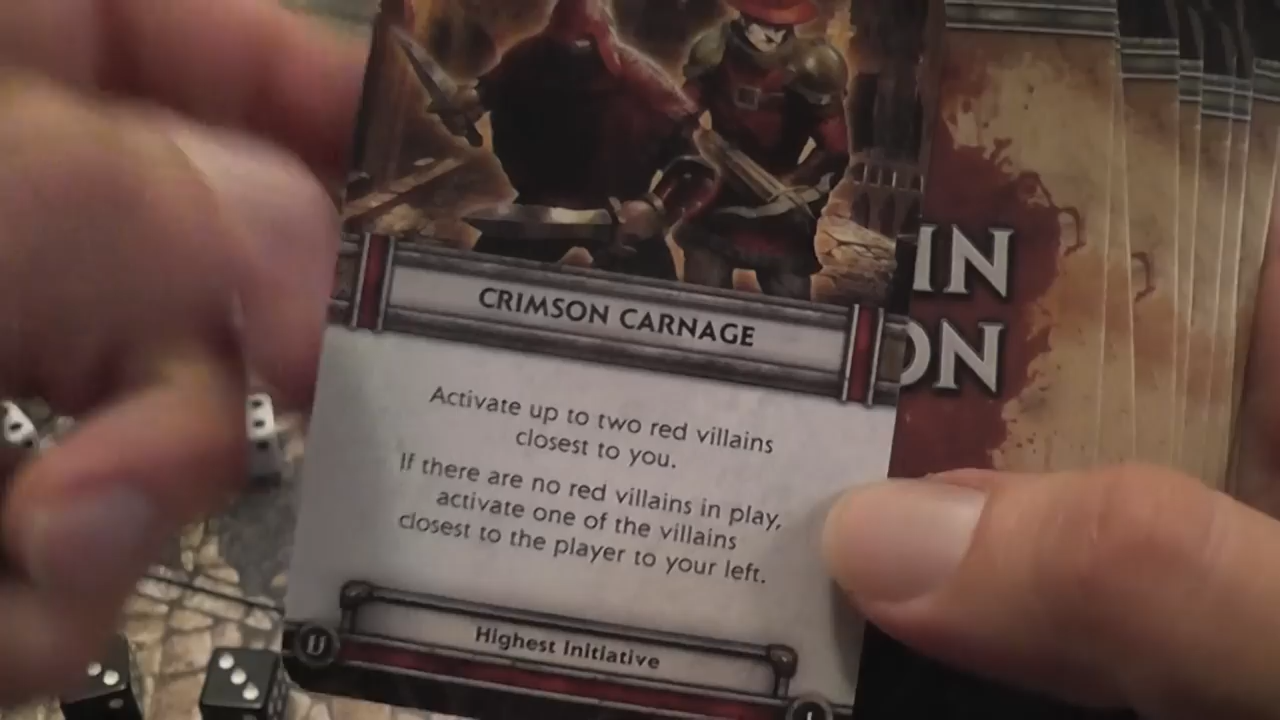 CRIMSON CARNAGE
Activate up to two red villains
closest to you.
If there are no red villains in play,
activate one of the villains
closest to the player to your left.
Highest Initiative
IN
ON